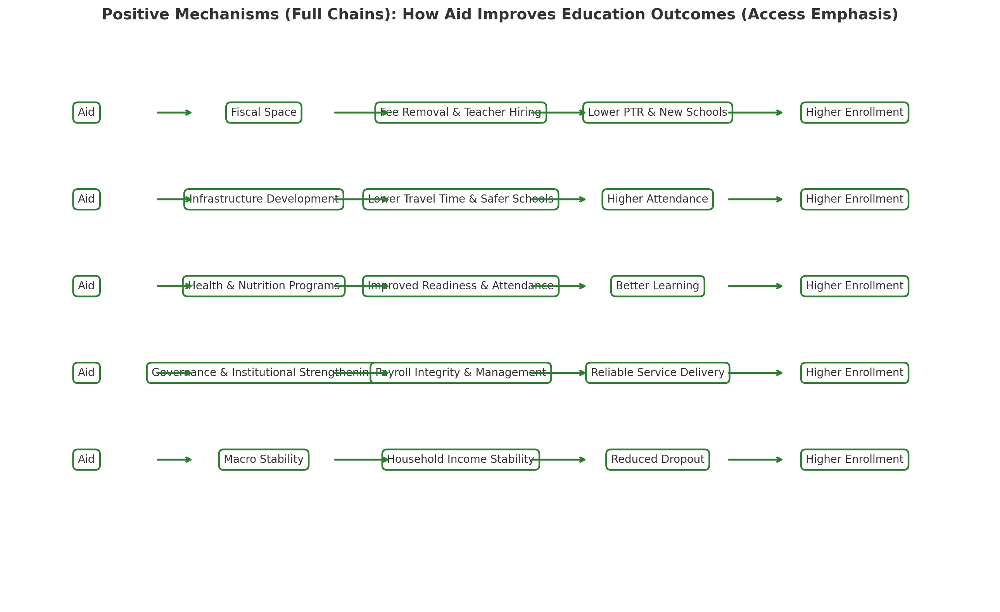 Positive Mechanisms (Full Chains): How Aid Improves Education Outcomes (Access Emphasis)
Aid Fiscal Space Fee Removal & Teacher Hiring Lower PTR & New Schools Higher Enrollment
Aid Infrastructure Development Lower Travel Time & Safer Schools Higher Attendance Higher Enrollment
Aid Health & Nutrition Programs Improved Readiness & Attendance Better Learning Higher Enrollment
Aid Governance & Institutional Strengthenin Payroll Integrity & Management Reliable Service Delivery Higher Enrollment
Aid Macro Stability Household Income Stability Reduced Dropout Higher Enrollment